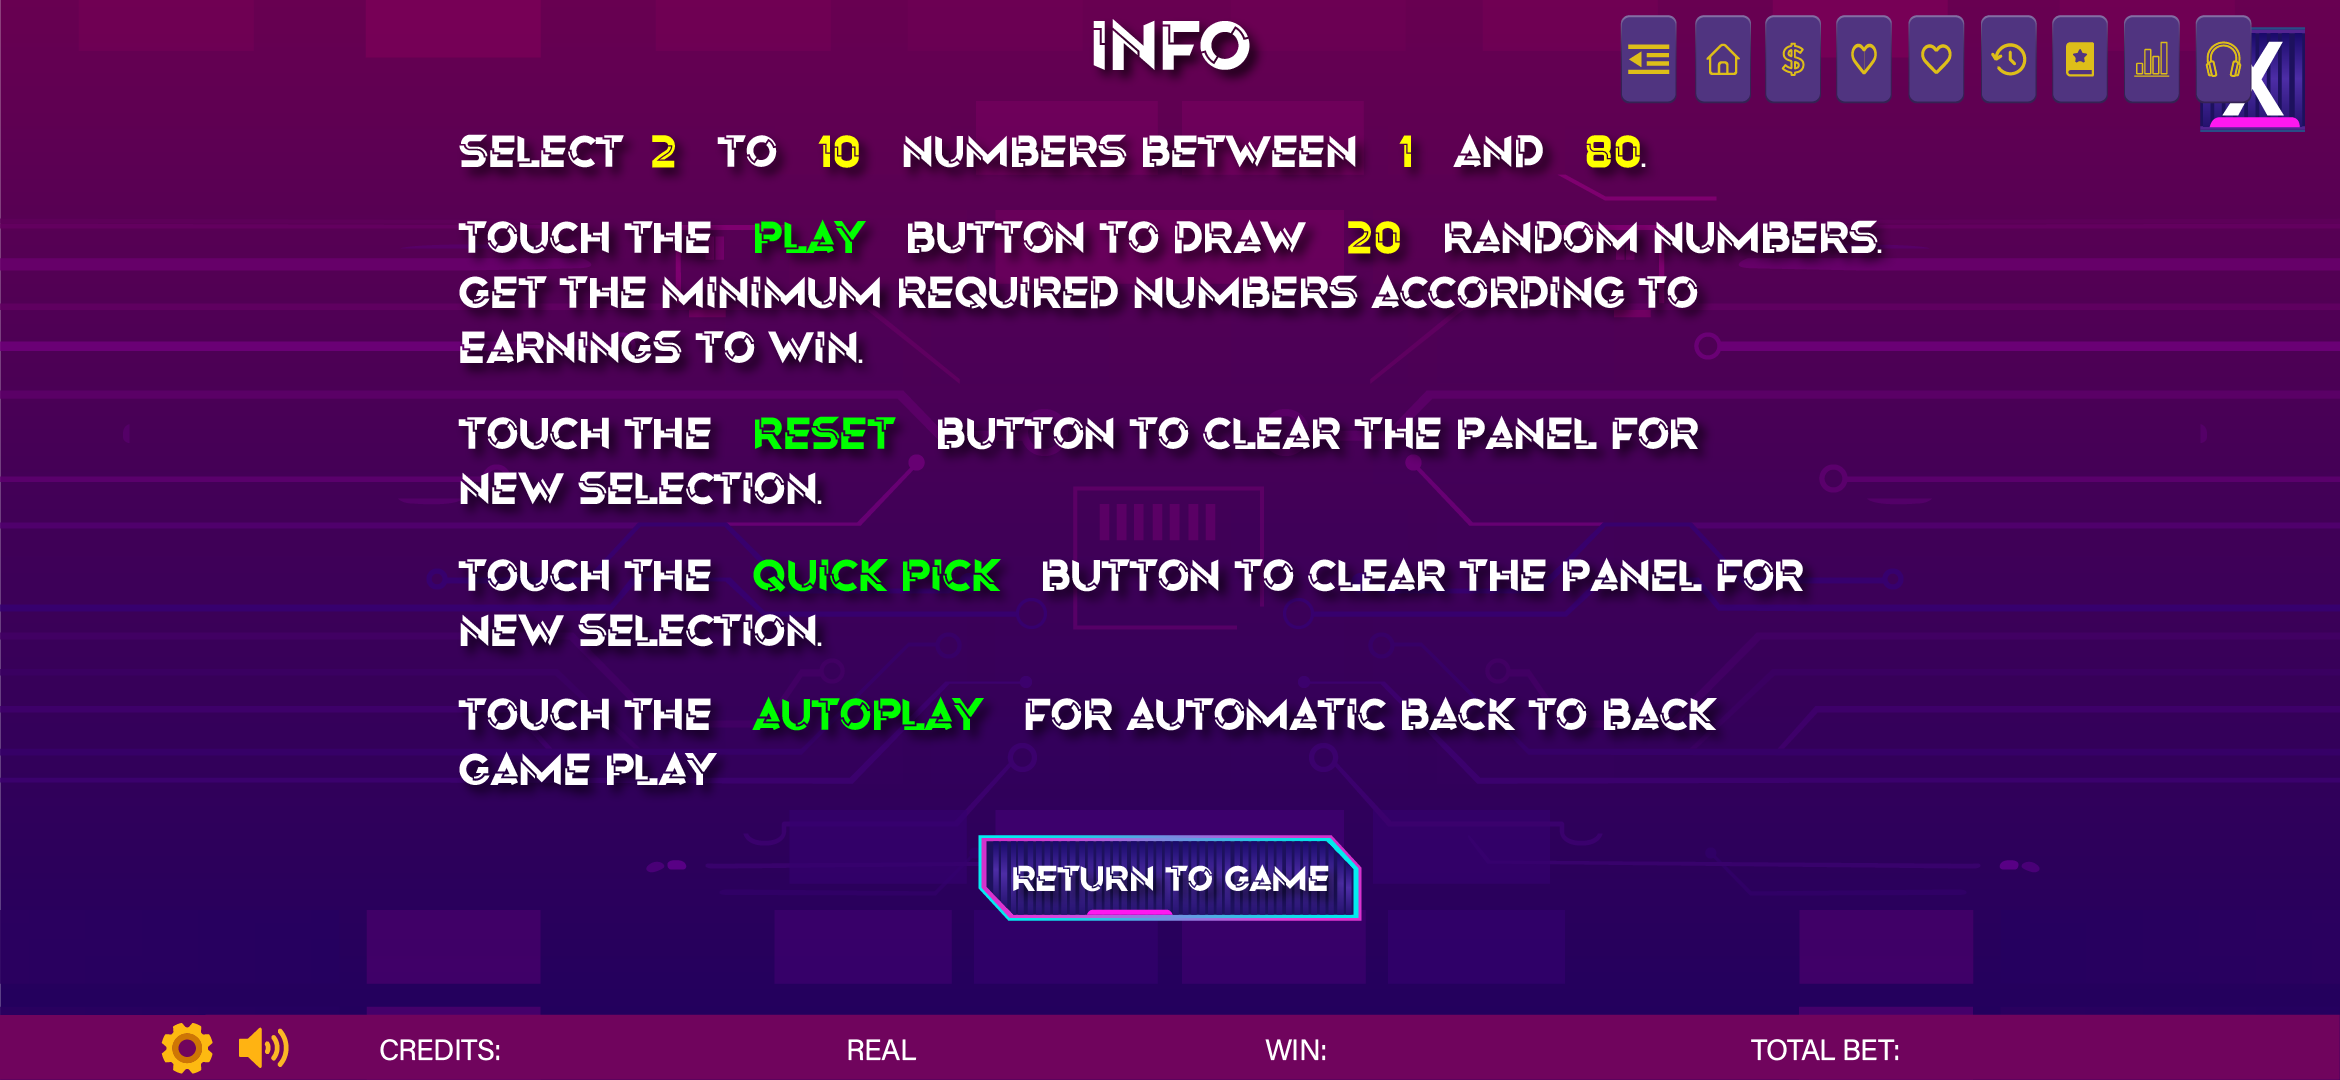 INFO
X
SELECT 2 TO 10 NUMBERS BETWEEN 1 AND 80.
TOUCH THE PLAY BUTTON TO DRAW 20 RANDOM NUMBERS.
GET THE MINIMUM REQUIRED NUMBERS ACCORDING TO
EARNINGS TO WIN.
TOUCH THE RESET BUTTON TO CLEAR THE PANEL FOR
NEW SELECTION.
TOUCH THE QUICK PICK BUTTON TO CLEAR THE PANEL FOR
NEW SELECTION.
TOUCH THE AUTOPLAY FOR AUTOMATIC BACK TO BACK
GAME PLAY
RETURN TO GAME
CREDITS: REAL WIN: TOTAL BET: